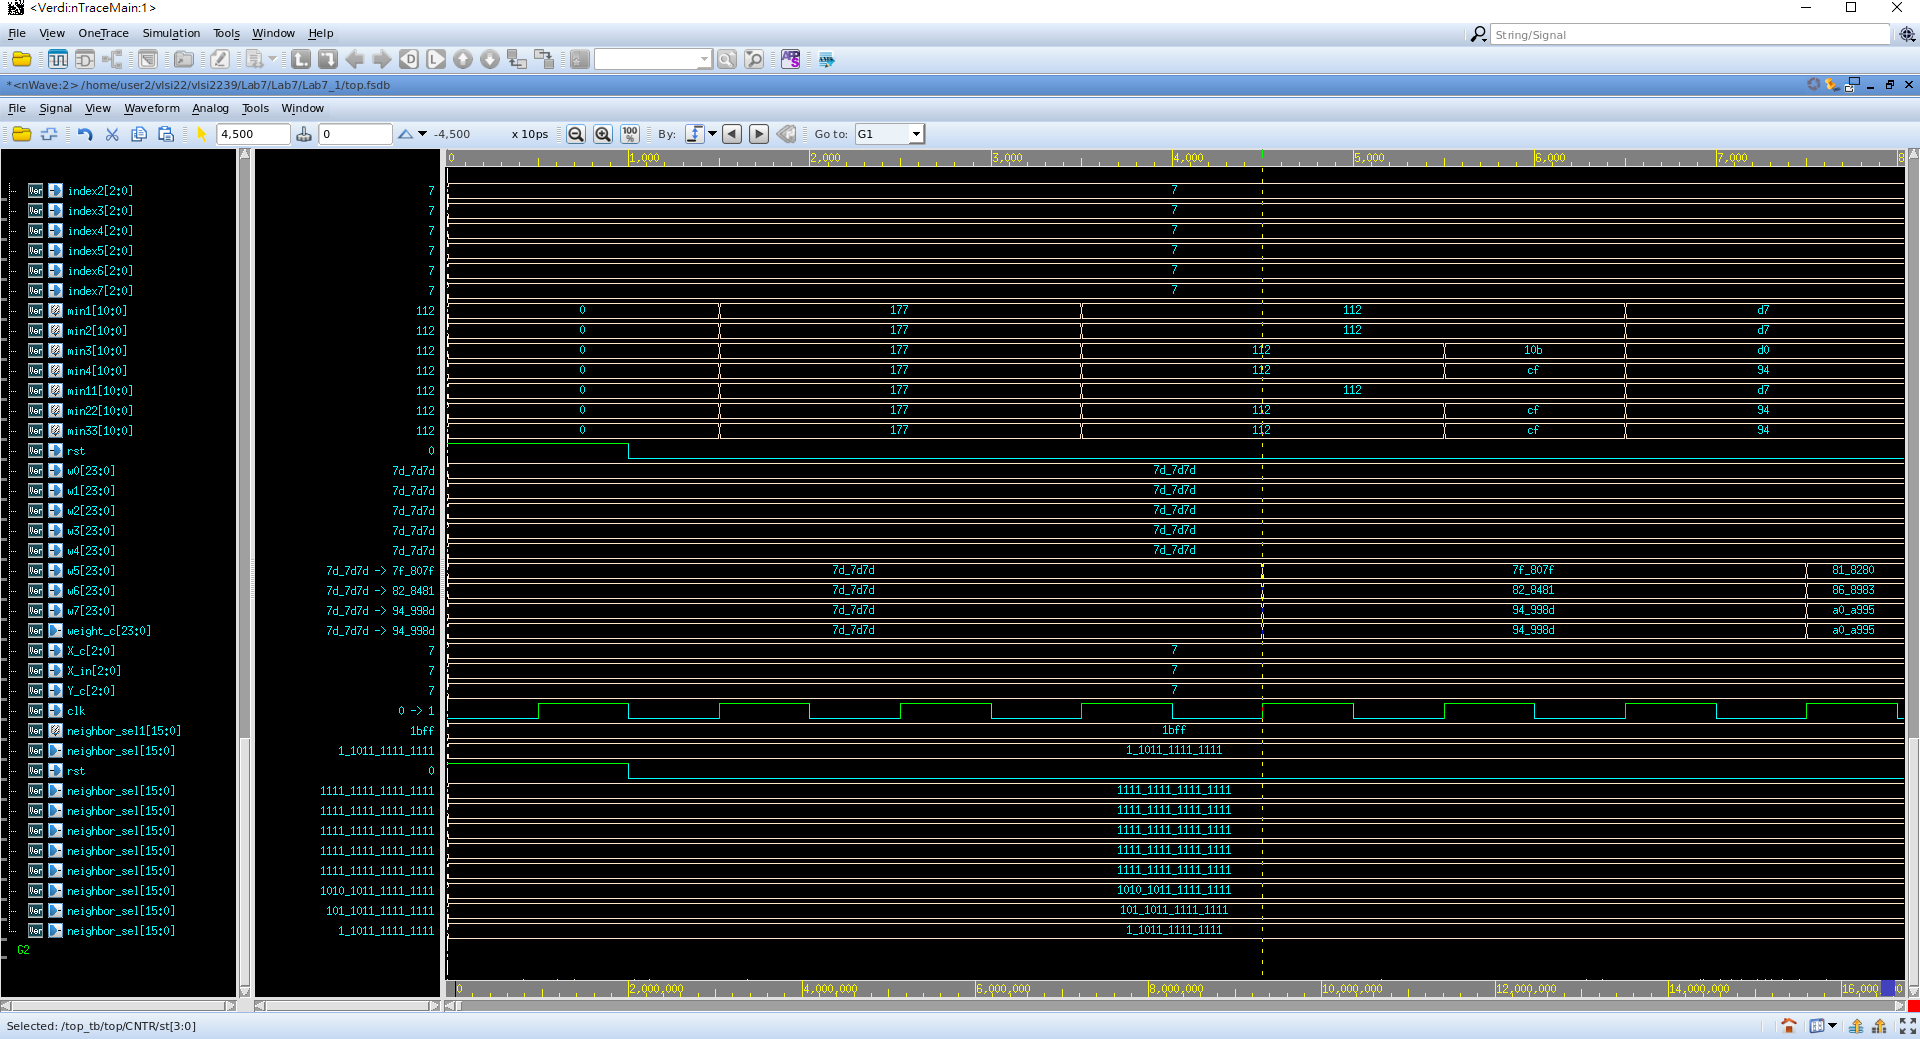 <Verdi:nTraceMain:1>
File View OneTrace Simulation Tools Window Help
String/Signal
*<nWave:2> /home/user2/vlsi22/vlsi2239/Lab7/Lab7/Lab7_1/top.fsdb
File Signal View Waveform Analog Tools Window
4,500 0 -4,500 x 10ps 100% By: Go to: G1
0 1,000 2,000 3,000 4,000 5,000 6,000 7,000 8
index2[2:0] 7 7
index3[2:0] 7 7
index4[2:0] 7 7
index5[2:0] 7 7
index6[2:0] 7 7
index7[2:0] 7 7
min1[10:0] 112 0 177 112 d7
min2[10:0] 112 0 177 112 d7
min3[10:0] 112 0 177 112 10b d0
min4[10:0] 112 0 177 112 cf 94
min11[10:0] 112 0 177 112 d7
min22[10:0] 112 0 177 112 cf 94
min33[10:0] 112 0 177 112 cf 94
rst 0
w0[23:0] 7d_7d7d 7d_7d7d
w1[23:0] 7d_7d7d 7d_7d7d
w2[23:0] 7d_7d7d 7d_7d7d
w3[23:0] 7d_7d7d 7d_7d7d
w4[23:0] 7d_7d7d 7d_7d7d
w5[23:0] 7d_7d7d -> 7f_807f 7d_7d7d 7f_807f 81_8280
w6[23:0] 7d_7d7d -> 82_8481 7d_7d7d 82_8481 86_8983
w7[23:0] 7d_7d7d -> 94_998d 7d_7d7d 94_998d a0_a995
weight_c[23:0] 7d_7d7d -> 94_998d 7d_7d7d 94_998d a0_a995
X_c[2:0] 7 7
X_in[2:0] 7 7
Y_c[2:0] 7 7
clk 0 -> 1
neighbor_sel1[15:0] 1bff 1bff
neighbor_sel[15:0] 1_1011_1111_1111 1_1011_1111_1111
rst 0
neighbor_sel[15:0] 1111_1111_1111_1111 1111_1111_1111_1111
neighbor_sel[15:0] 1111_1111_1111_1111 1111_1111_1111_1111
neighbor_sel[15:0] 1111_1111_1111_1111 1111_1111_1111_1111
neighbor_sel[15:0] 1111_1111_1111_1111 1111_1111_1111_1111
neighbor_sel[15:0] 1111_1111_1111_1111 1111_1111_1111_1111
neighbor_sel[15:0] 1010_1011_1111_1111 1010_1011_1111_1111
neighbor_sel[15:0] 101_1011_1111_1111 101_1011_1111_1111
neighbor_sel[15:0] 1_1011_1111_1111 1_1011_1111_1111
G2
0 2,000,000 4,000,000 6,000,000 8,000,000 10,000,000 12,000,000 14,000,000 16,000
Selected: /top_tb/top/CNTR/st[3:0]